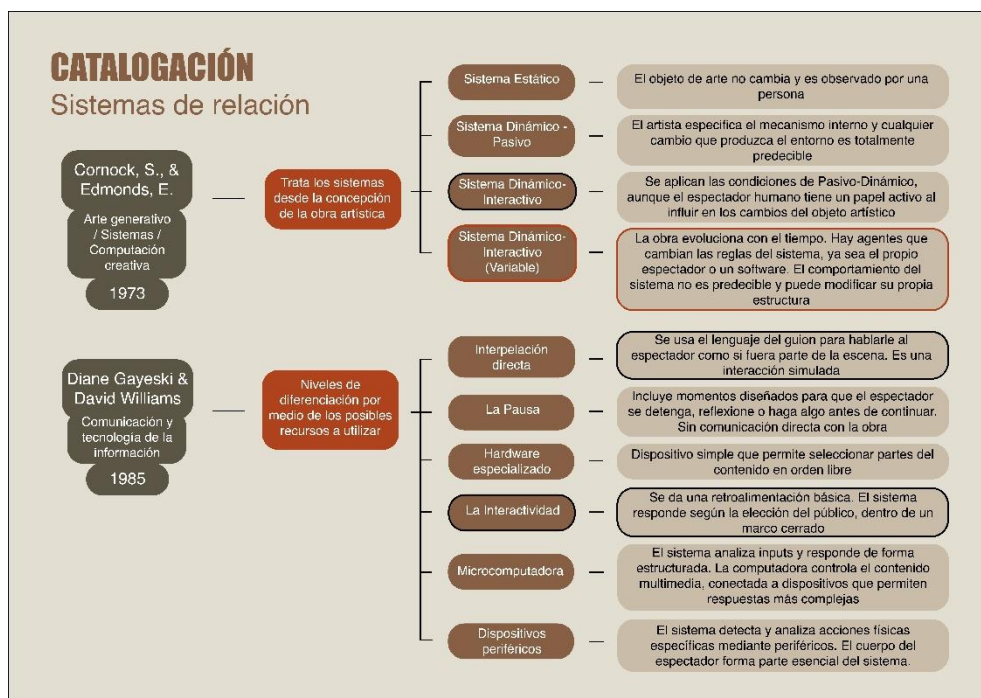 CATALOGACIÓN
Sistemas de relación
Cornock, S., &
Edmonds, E.
Arte generativo
/ Sistemas /
Computación
creativa
1973
Trata los sistemas
desde la concepción
de la obra artística
Sistema Estático
El objeto de arte no cambia y es observado por una
persona
Sistema Dinámico -
Pasivo
El artista especifica el mecanismo interno y cualquier
cambio que produzca el entorno es totalmente
predecible
Sistema Dinámico-
Interactivo
Se aplican las condiciones de Pasivo-Dinámico,
aunque el espectador humano tiene un papel activo al
influir en los cambios del objeto artístico
Sistema Dinámico-
Interactivo
(Variable)
La obra evoluciona con el tiempo. Hay agentes que
cambian las reglas del sistema, ya sea el propio
espectador o un software. El comportamiento del
sistema no es predecible y puede modificar su propia
estructura
Diane Gayeski &
David Williams
Comunicación y
tecnología de la
información
1985
Niveles de
diferenciación por
medio de los posibles
recursos a utilizar
Interpelación
directa
Se usa el lenguaje del guion para hablarle al
espectador como si fuera parte de la escena. Es una
interacción simulada
La Pausa
Incluye momentos diseñados para que el espectador
se detenga, reflexione o haga algo antes de continuar.
Sin comunicación directa con la obra
Hardware
especializado
Dispositivo simple que permite seleccionar partes del
contenido en orden libre
La Interactividad
Se da una retroalimentación básica. El sistema
responde según la elección del público, dentro de un
marco cerrado
Microcomputadora
El sistema analiza inputs y responde de forma
estructurada. La computadora controla el contenido
multimedia, conectada a dispositivos que permiten
respuestas más complejas
Dispositivos
periféricos
El sistema detecta y analiza acciones físicas
específicas mediante periféricos. El cuerpo del
espectador forma parte esencial del sistema.